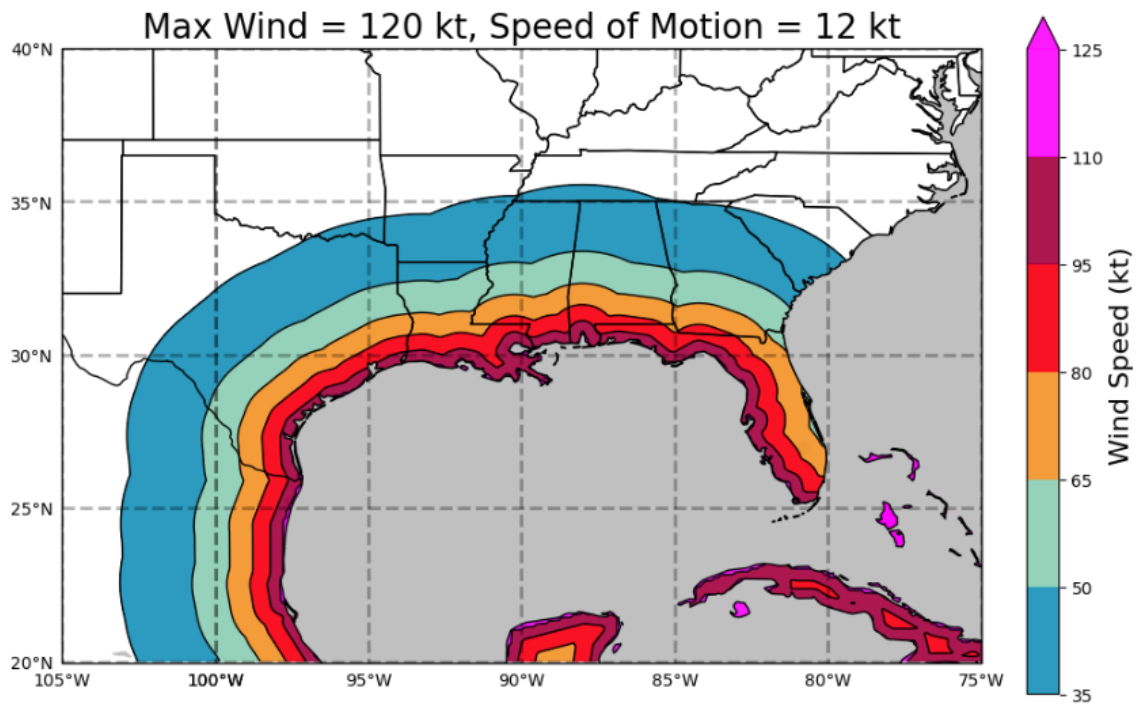 Max Wind = 120 kt, Speed of Motion = 12 kt
40°N
35°N
30°N
25°N
20°N
105°W 100°W 95°W 90°W 85°W 80°W 75°W
125
110
95
80
65
50
35
Wind Speed (kt)